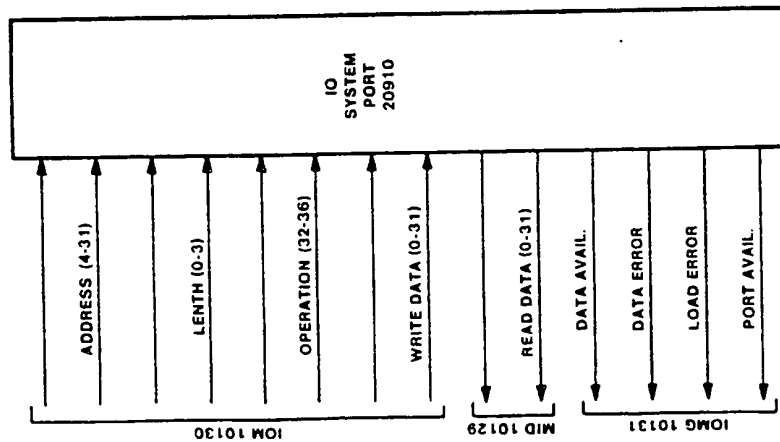 IO
SYSTEM
PORT
20910
ADDRESS (4-31)
LENTH (0-3)
OPERATION (32-36)
WRITE DATA (0-31)
READ DATA (0-31)
DATA AVAIL.
DATA ERROR
LOAD ERROR
PORT AVAIL.
IOM 10130
MID 10129
IOMG 10131